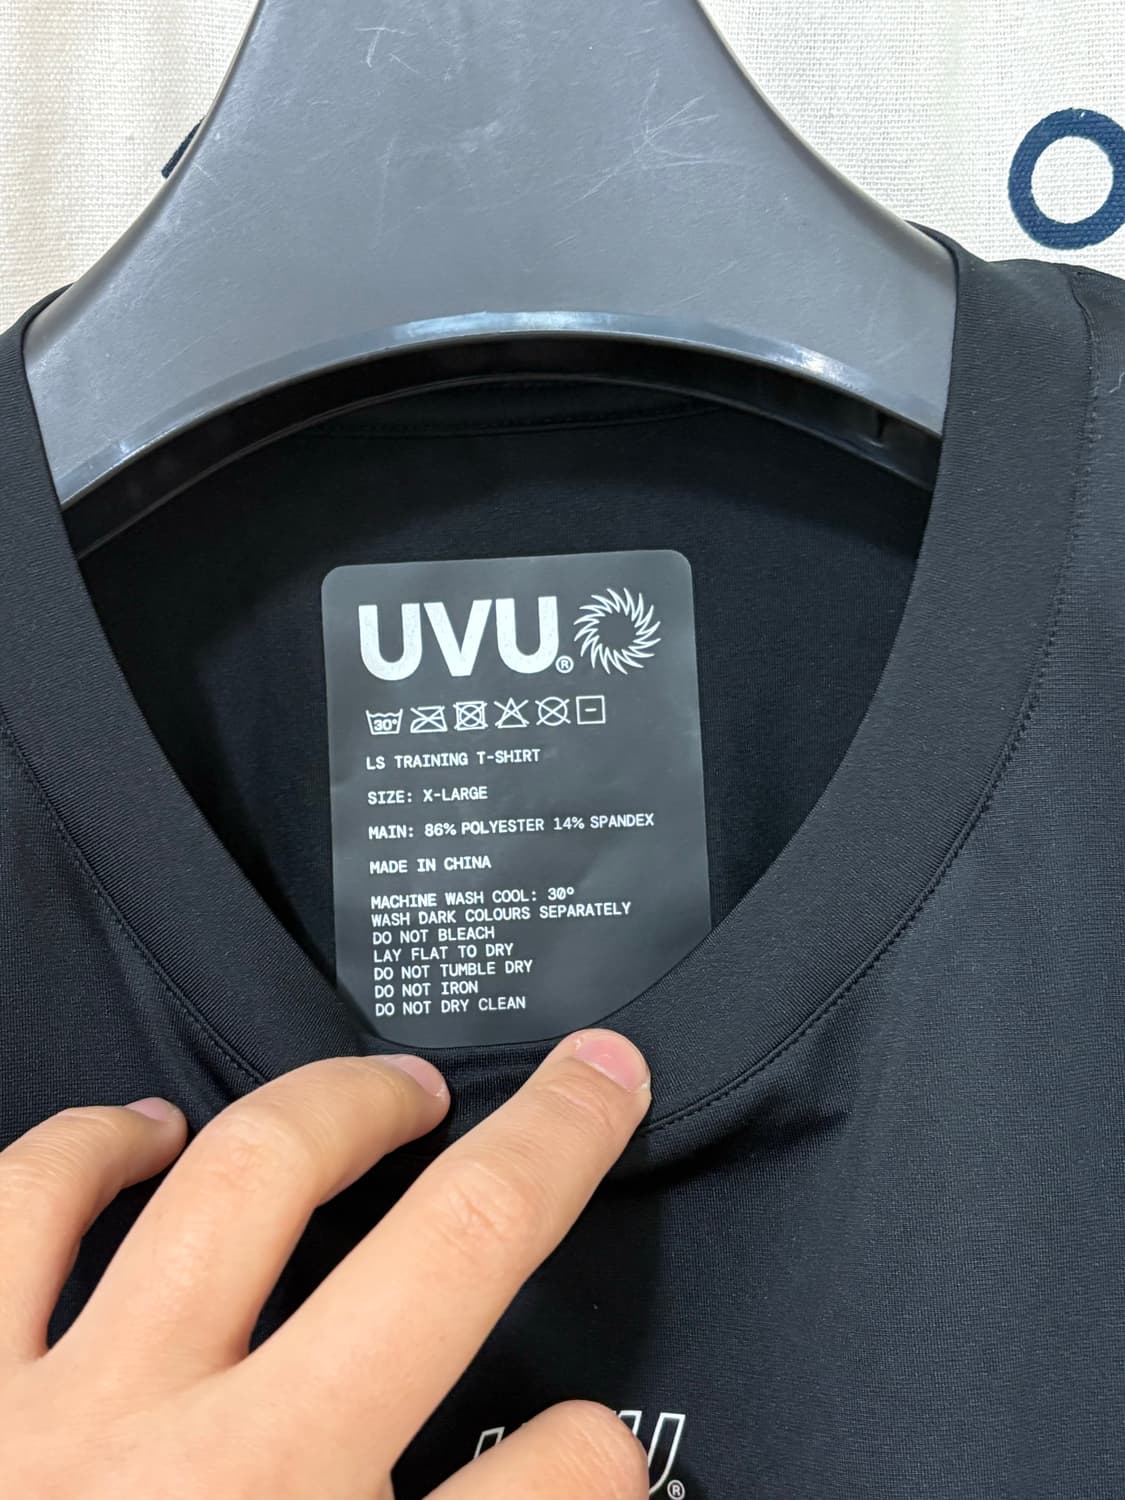 UVU®
30°
LS TRAINING T-SHIRT
SIZE: X-LARGE
MAIN: 86% POLYESTER 14% SPANDEX
MADE IN CHINA
MACHINE WASH COOL: 30°
WASH DARK COLOURS SEPARATELY
DO NOT BLEACH
LAY FLAT TO DRY
DO NOT TUMBLE DRY
DO NOT IRON
DO NOT DRY CLEAN